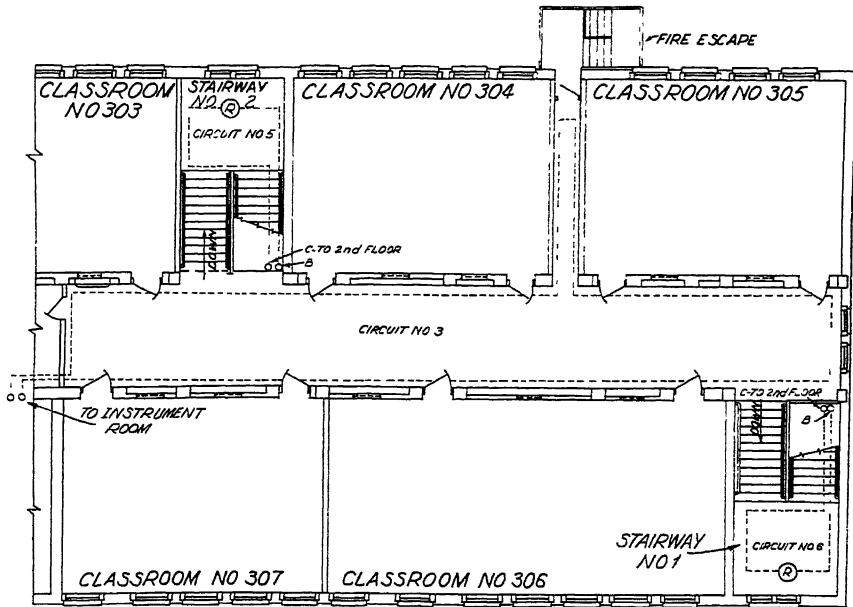 FIRE ESCAPE
CLASSROOM
NO 303
STAIRWAY
NO 2
R
CIRCUIT NO 5
CLASSROOM NO 304
CLASSROOM NO 305
DOWN
C-TO 2nd FLOOR
B
CIRCUIT NO 3
TO INSTRUMENT
ROOM
C-TO 2nd FLOOR
B
DOWN
STAIRWAY
NO 1
CIRCUIT NO 6
R
CLASSROOM NO 307
CLASSROOM NO 306